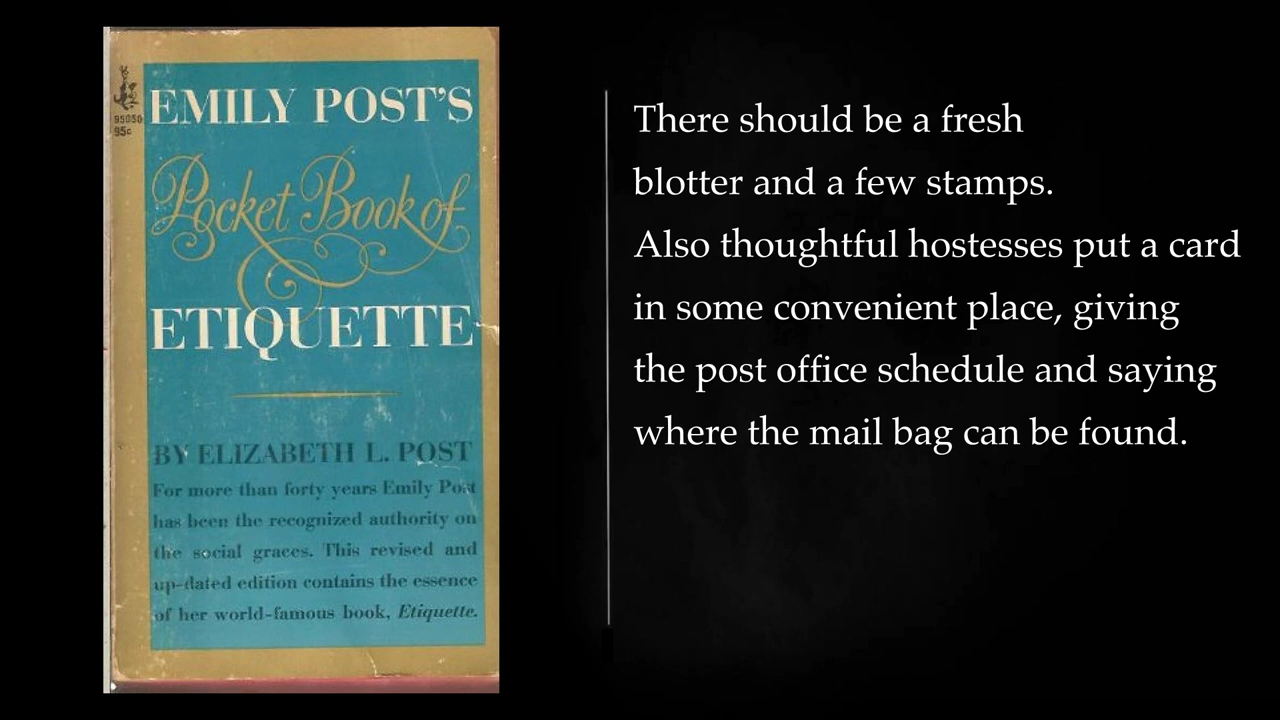 95050
95c
EMILY POST'S
Pocket Book of
ETIQUETTE
BY ELIZABETH L. POST
For more than forty years Emily Post
has been the recognized authority on
the social graces. This revised and
up-dated edition contains the essence
of her world-famous book, Etiquette.
There should be a fresh
blotter and a few stamps.
Also thoughtful hostesses put a card
in some convenient place, giving
the post office schedule and saying
where the mail bag can be found.